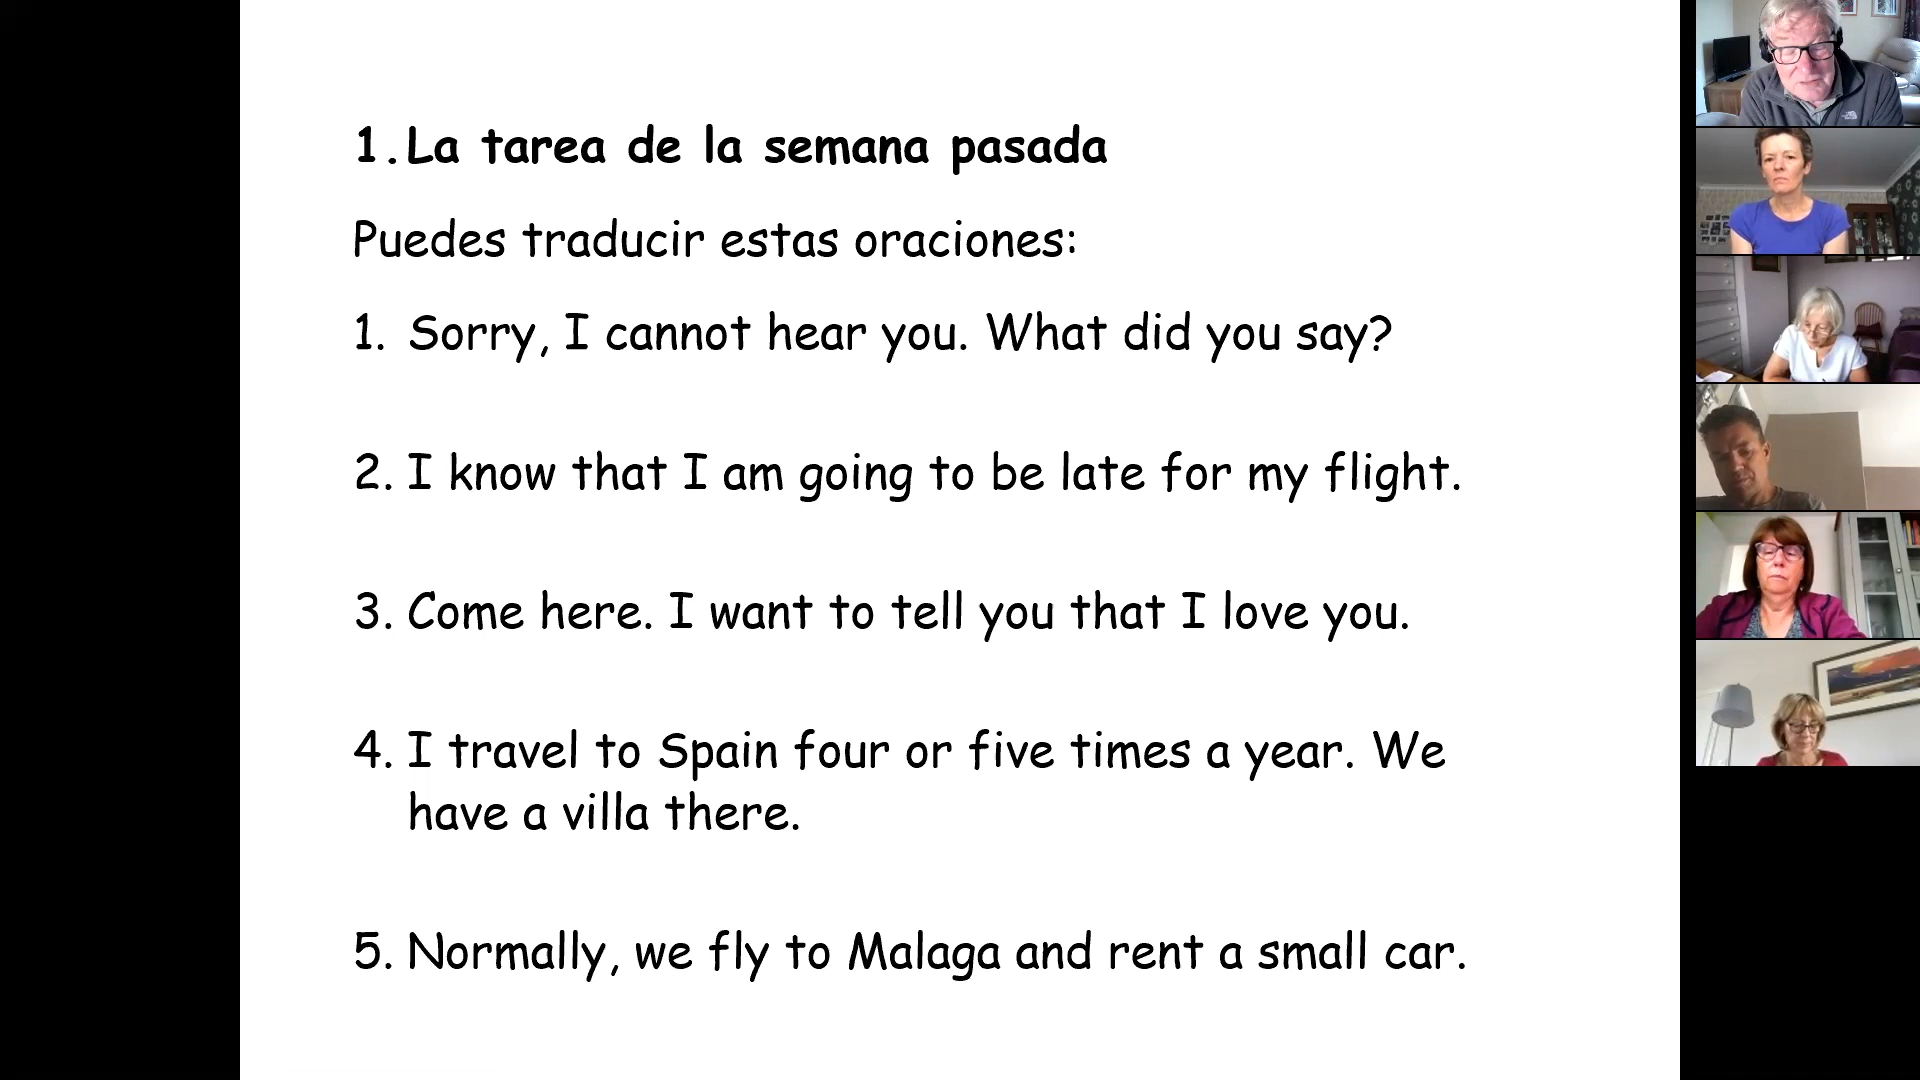 1. La tarea de la semana pasada
Puedes traducir estas oraciones:
1. Sorry, I cannot hear you. What did you say?
2. I know that I am going to be late for my flight.
3. Come here. I want to tell you that I love you.
4. I travel to Spain four or five times a year. We
have a villa there.
5. Normally, we fly to Malaga and rent a small car.